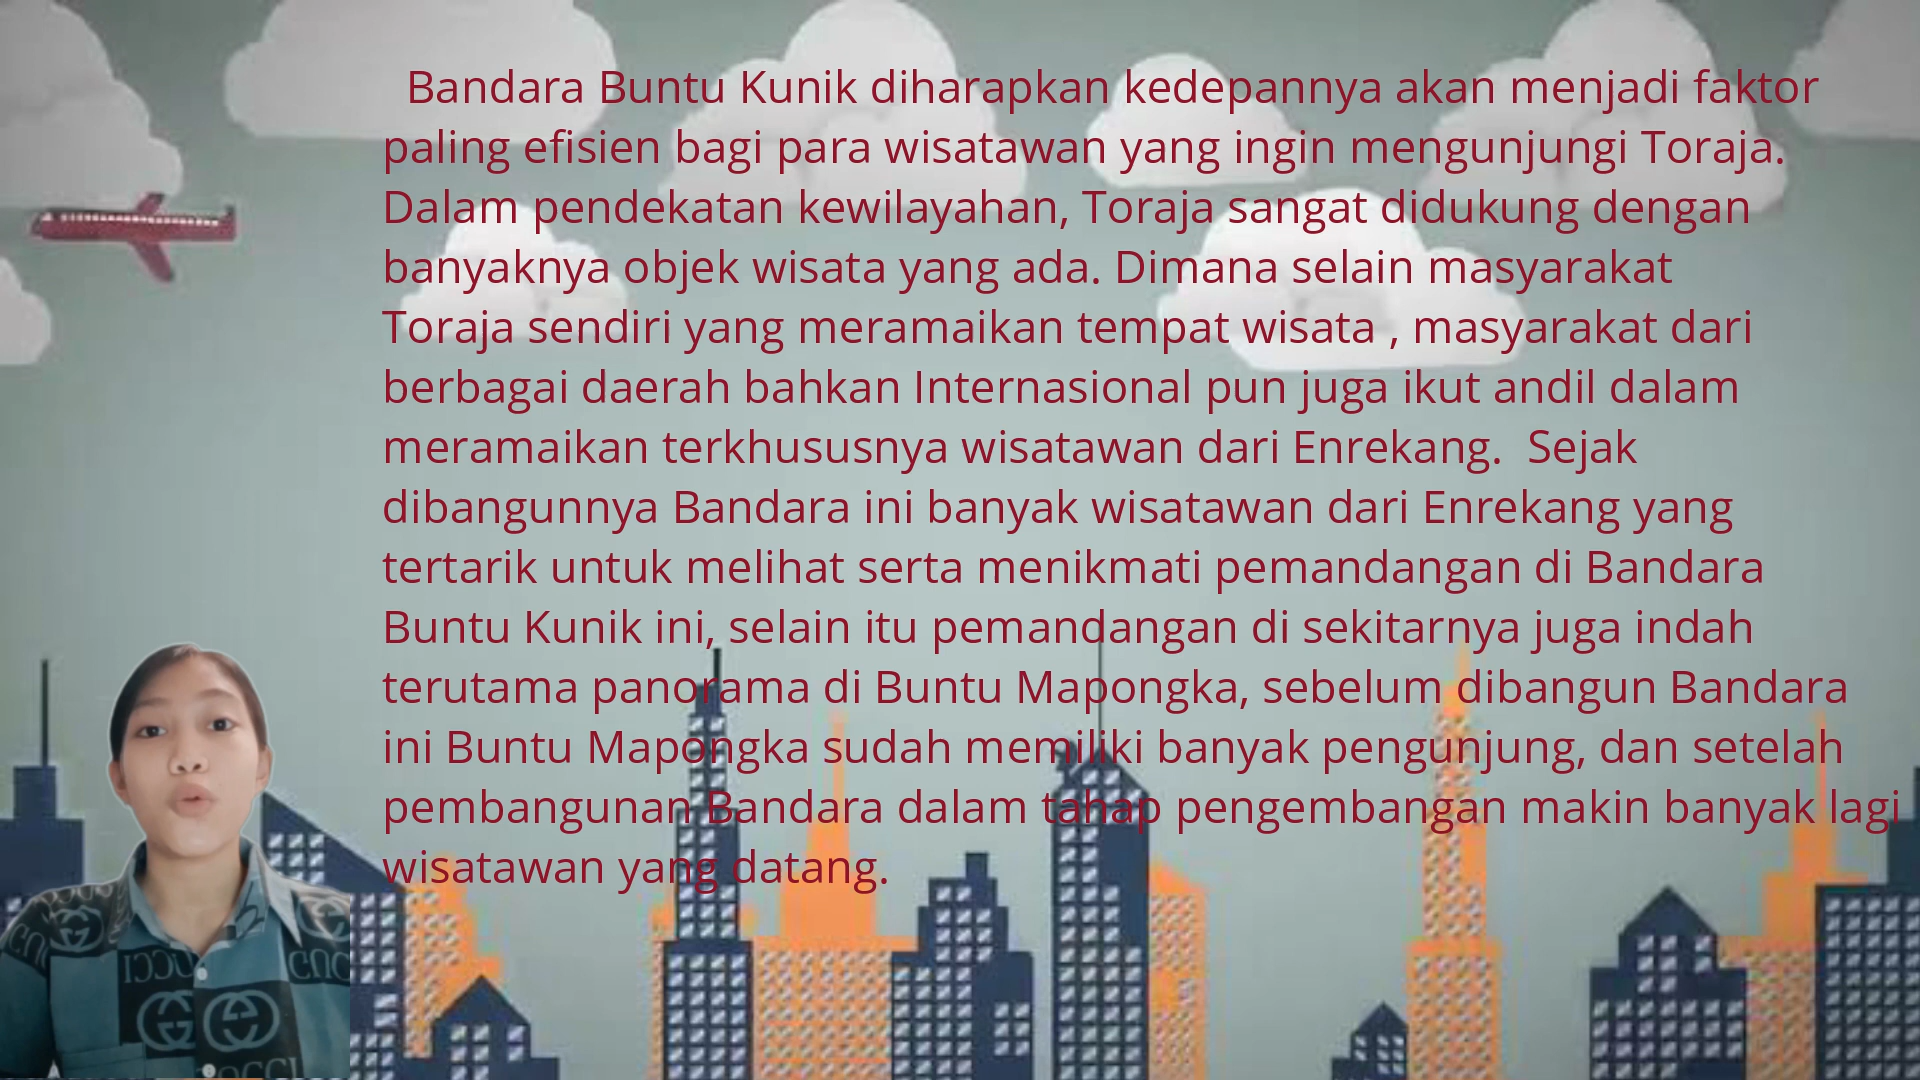 Bandara Buntu Kunik diharapkan kedepannya akan menjadi faktor
paling efisien bagi para wisatawan yang ingin mengunjungi Toraja.
Dalam pendekatan kewilayahan, Toraja sangat didukung dengan
banyaknya objek wisata yang ada. Dimana selain masyarakat
Toraja sendiri yang meramaikan tempat wisata , masyarakat dari
berbagai daerah bahkan Internasional pun juga ikut andil dalam
meramaikan terkhususnya wisatawan dari Enrekang.  Sejak
dibangunnya Bandara ini banyak wisatawan dari Enrekang yang
tertarik untuk melihat serta menikmati pemandangan di Bandara
Buntu Kunik ini, selain itu pemandangan di sekitarnya juga indah
terutama panorama di Buntu Mapongka, sebelum dibangun Bandara
ini Buntu Mapongka sudah memiliki banyak pengunjung, dan setelah
pembangunan Bandara dalam tahap pengembangan makin banyak lagi
wisatawan yang datang.